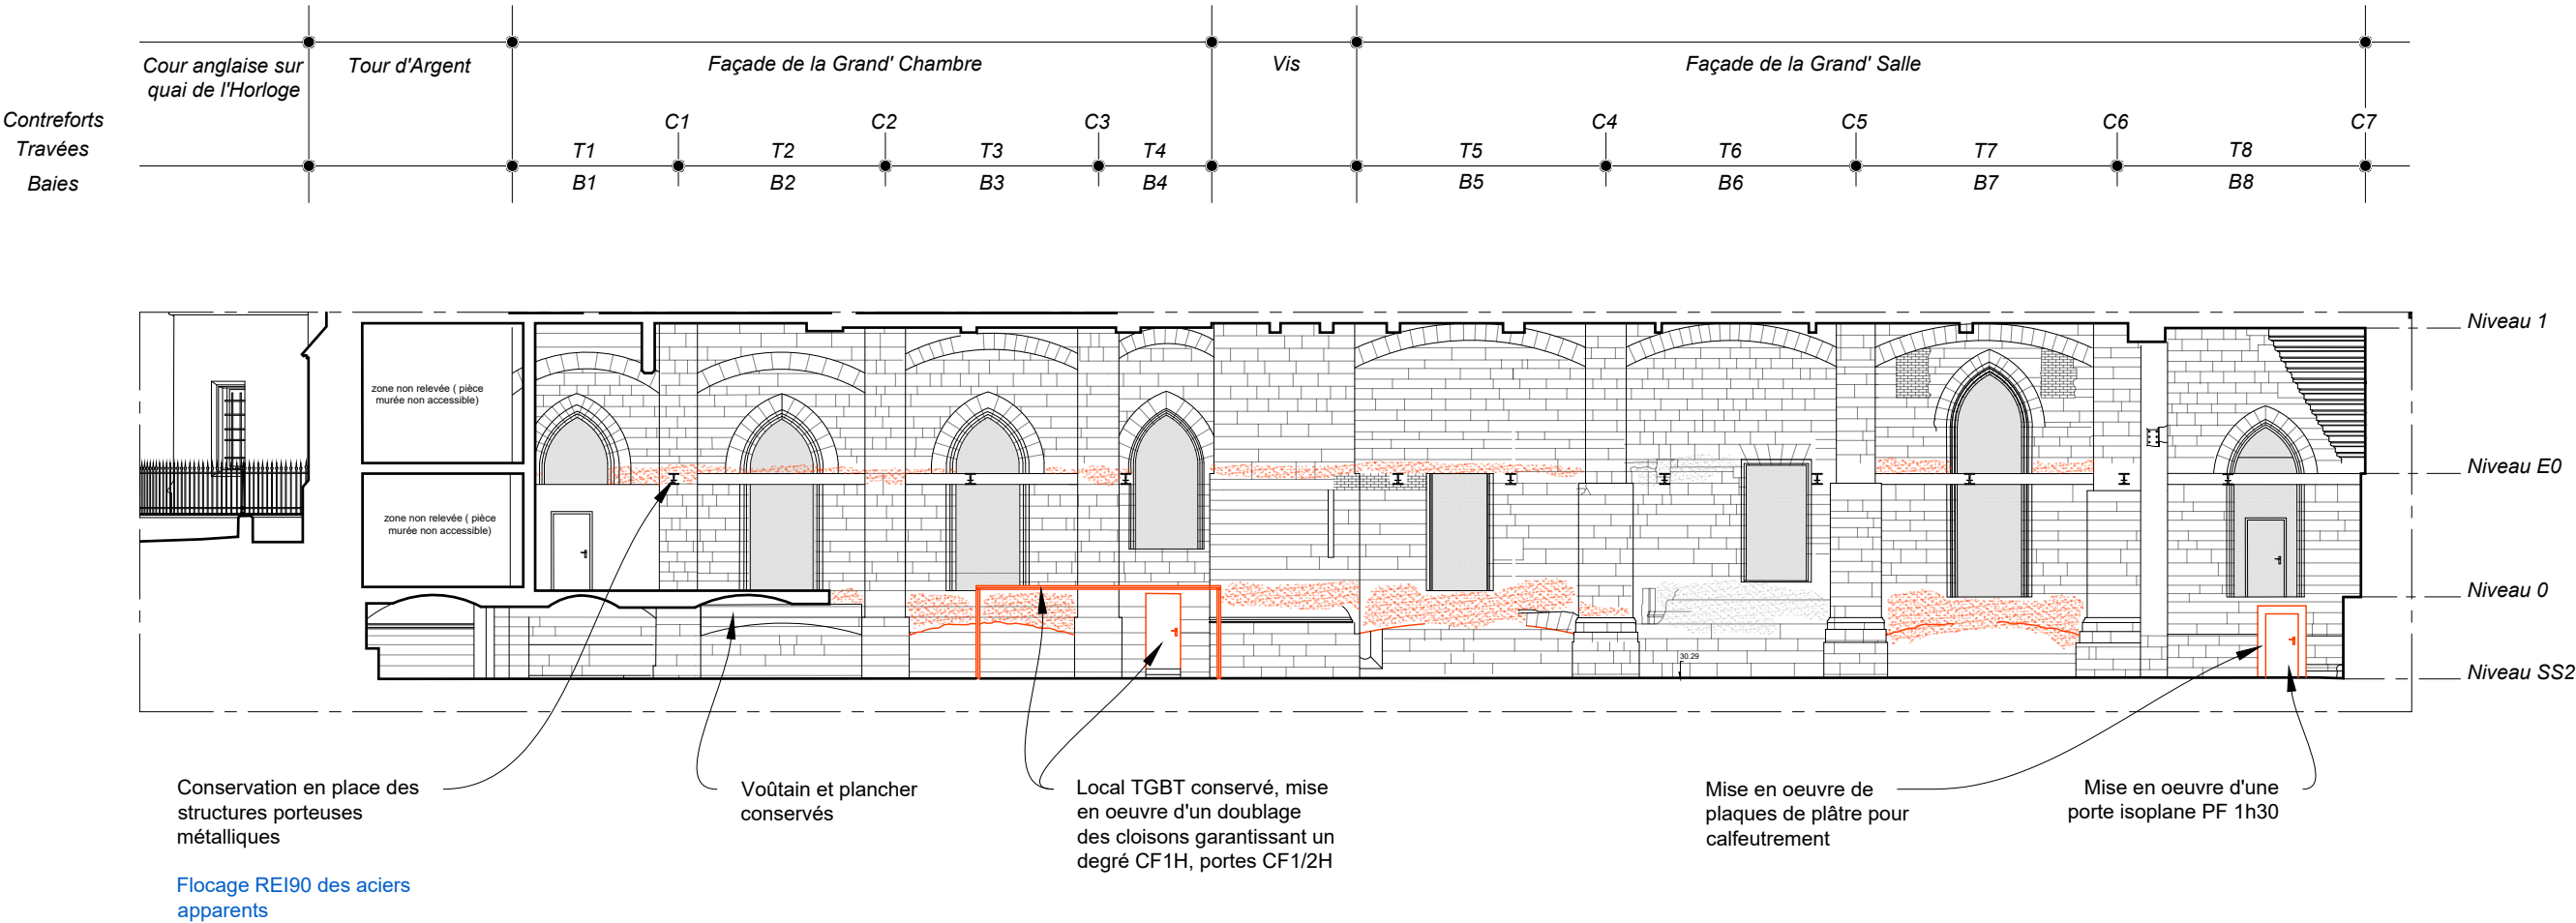 Cour anglaise sur
quai de l'Horloge
Tour d'Argent
Façade de la Grand' Chambre
Vis
Façade de la Grand' Salle
Contreforts
C1
C2
C3
C4
C5
C6
C7
Travées
T1
T2
T3
T4
T5
T6
T7
T8
Baies
B1
B2
B3
B4
B5
B6
B7
B8
Niveau 1
zone non relevée ( pièce
murée non accessible)
Niveau E0
zone non relevée ( pièce
murée non accessible)
Niveau 0
30.29
Niveau SS2
Conservation en place des
structures porteuses
métalliques
Flocage REI90 des aciers
apparents
Voûtain et plancher
conservés
Local TGBT conservé, mise
en oeuvre d'un doublage
des cloisons garantissant un
degré CF1H, portes CF1/2H
Mise en oeuvre de
plaques de plâtre pour
calfeutrement
Mise en oeuvre d'une
porte isoplane PF 1h30